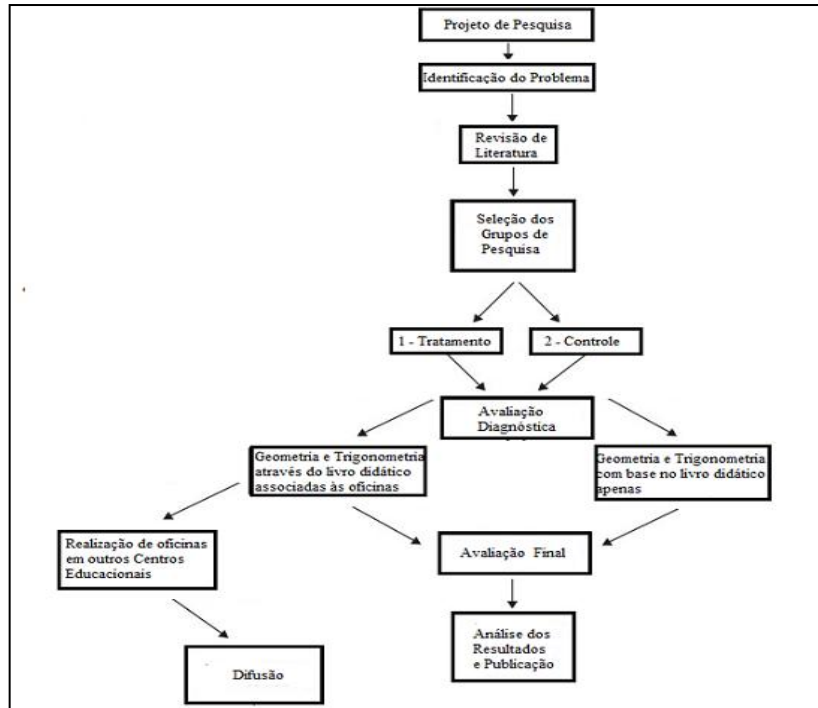 Projeto de Pesquisa
Identificação do Problema
Revisão de
Literatura
Seleção dos
Grupos de
Pesquisa
1 - Tratamento
2 - Controle
Avaliação
Diagnóstica
Geometria e Trigonometria
através do livro didático
associadas às oficinas
Geometria e Trigonometria
com base no livro didático
apenas
Realização de oficinas
em outros Centros
Educacionais
Avaliação Final
Difusão
Análise dos
Resultados
e Publicação